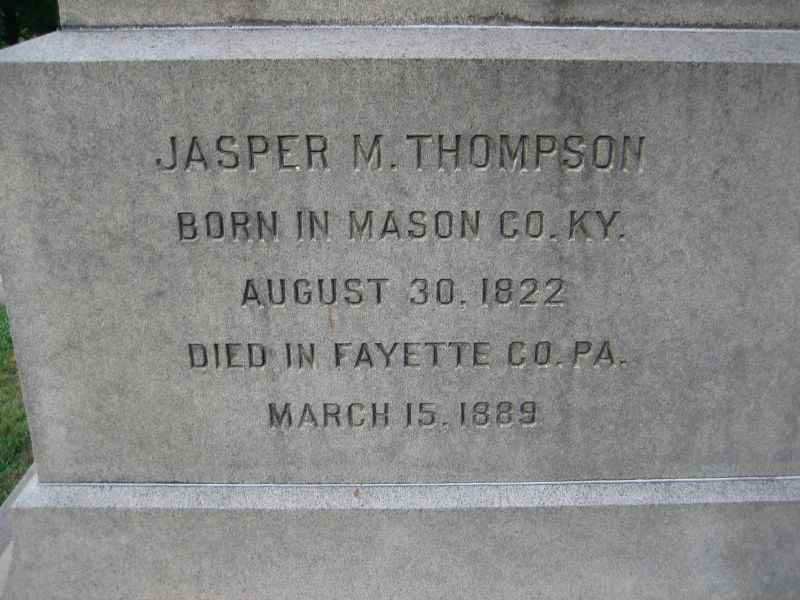 JASPER M. THOMPSON
BORN IN MASON CO. KY.
AUGUST 30, 1822
DIED IN FAYETTE CO. PA.
MARCH 15, 1889